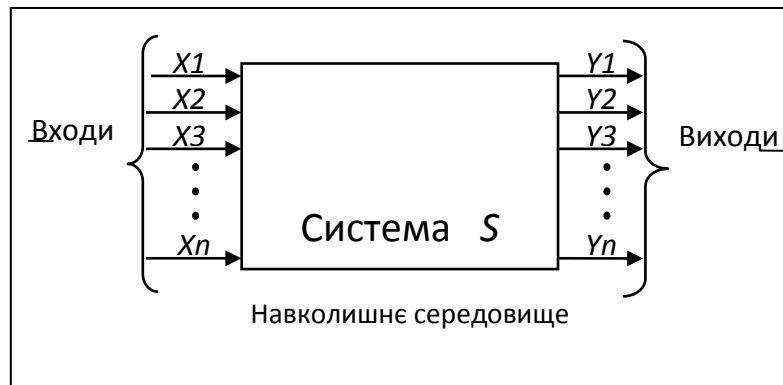 X1 Y1
X2 Y2
Входи X3 Y3 Виходи
Система S
Xn Yn
Навколишнє середовище